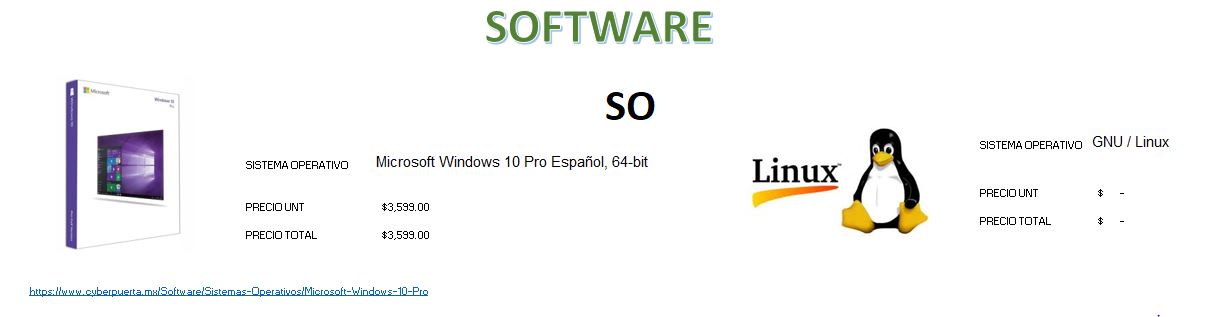 SOFTWARE
SO
Microsoft
Windows 10
Pro
SISTEMA OPERATIVO Microsoft Windows 10 Pro Español, 64-bit
PRECIO UNT $3,599.00
PRECIO TOTAL $3,599.00
https://www.cyberpuerta.mx/Software/Sistemas-Operativos/Microsoft-Windows-10-Pro
Linux™
SISTEMA OPERATIVO GNU / Linux
PRECIO UNT $ -
PRECIO TOTAL $ -